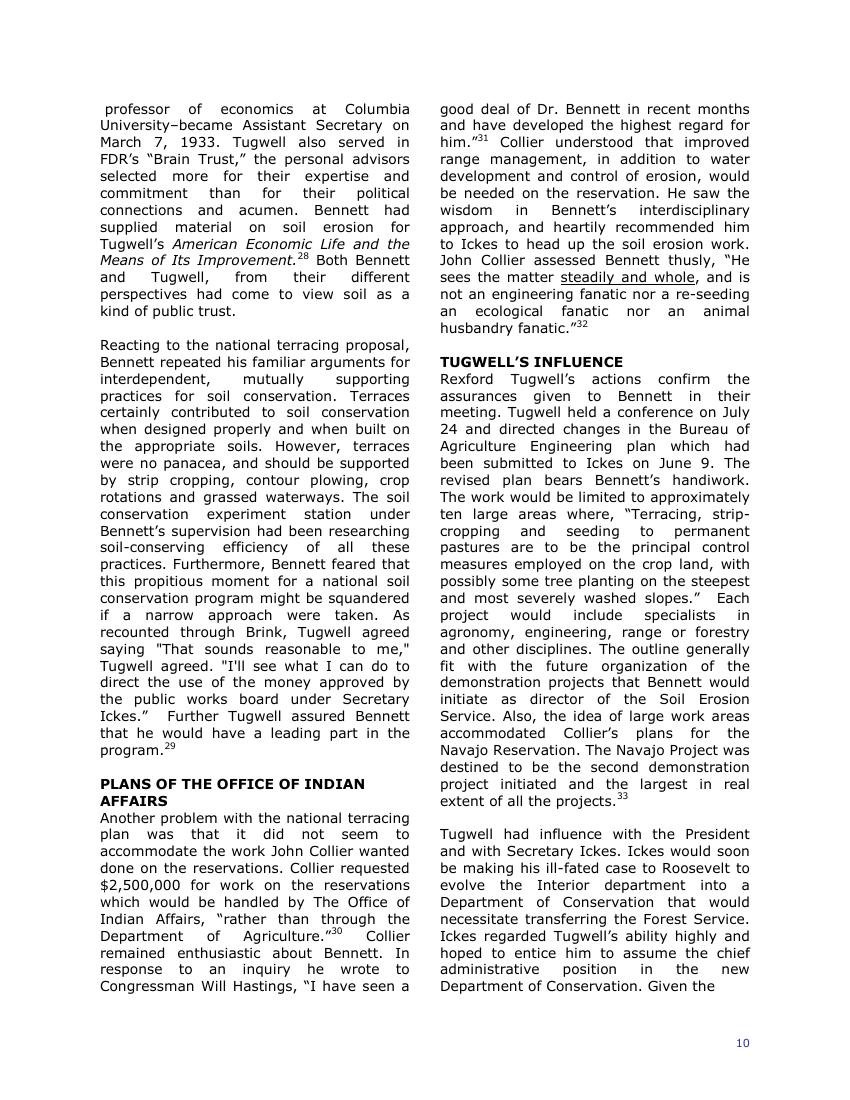 professor of economics at Columbia
University–became Assistant Secretary on
March 7, 1933. Tugwell also served in
FDR’s “Brain Trust,” the personal advisors
selected more for their expertise and
commitment than for their political
connections and acumen. Bennett had
supplied material on soil erosion for
Tugwell’s American Economic Life and the
Means of Its Improvement.28 Both Bennett
and Tugwell, from their different
perspectives had come to view soil as a
kind of public trust.

Reacting to the national terracing proposal,
Bennett repeated his familiar arguments for
interdependent, mutually supporting
practices for soil conservation. Terraces
certainly contributed to soil conservation
when designed properly and when built on
the appropriate soils. However, terraces
were no panacea, and should be supported
by strip cropping, contour plowing, crop
rotations and grassed waterways. The soil
conservation experiment station under
Bennett’s supervision had been researching
soil-conserving efficiency of all these
practices. Furthermore, Bennett feared that
this propitious moment for a national soil
conservation program might be squandered
if a narrow approach were taken. As
recounted through Brink, Tugwell agreed
saying "That sounds reasonable to me,"
Tugwell agreed. "I'll see what I can do to
direct the use of the money approved by
the public works board under Secretary
Ickes.” Further Tugwell assured Bennett
that he would have a leading part in the
program.29

PLANS OF THE OFFICE OF INDIAN
AFFAIRS
Another problem with the national terracing
plan was that it did not seem to
accommodate the work John Collier wanted
done on the reservations. Collier requested
$2,500,000 for work on the reservations
which would be handled by The Office of
Indian Affairs, “rather than through the
Department of Agriculture.”30 Collier
remained enthusiastic about Bennett. In
response to an inquiry he wrote to
Congressman Will Hastings, “I have seen a
good deal of Dr. Bennett in recent months
and have developed the highest regard for
him.”31 Collier understood that improved
range management, in addition to water
development and control of erosion, would
be needed on the reservation. He saw the
wisdom in Bennett’s interdisciplinary
approach, and heartily recommended him
to Ickes to head up the soil erosion work.
John Collier assessed Bennett thusly, “He
sees the matter steadily and whole, and is
not an engineering fanatic nor a re-seeding
an ecological fanatic nor an animal
husbandry fanatic.”32

TUGWELL’S INFLUENCE
Rexford Tugwell’s actions confirm the
assurances given to Bennett in their
meeting. Tugwell held a conference on July
24 and directed changes in the Bureau of
Agriculture Engineering plan which had
been submitted to Ickes on June 9. The
revised plan bears Bennett’s handiwork.
The work would be limited to approximately
ten large areas where, “Terracing, strip-
cropping and seeding to permanent
pastures are to be the principal control
measures employed on the crop land, with
possibly some tree planting on the steepest
and most severely washed slopes.” Each
project would include specialists in
agronomy, engineering, range or forestry
and other disciplines. The outline generally
fit with the future organization of the
demonstration projects that Bennett would
initiate as director of the Soil Erosion
Service. Also, the idea of large work areas
accommodated Collier’s plans for the
Navajo Reservation. The Navajo Project was
destined to be the second demonstration
project initiated and the largest in real
extent of all the projects.33

Tugwell had influence with the President
and with Secretary Ickes. Ickes would soon
be making his ill-fated case to Roosevelt to
evolve the Interior department into a
Department of Conservation that would
necessitate transferring the Forest Service.
Ickes regarded Tugwell’s ability highly and
hoped to entice him to assume the chief
administrative position in the new
Department of Conservation. Given the

10